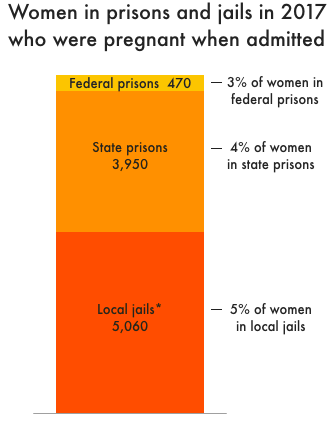 Women in prisons and jails in 2017
who were pregnant when admitted
Federal prisons 470
— 3% of women in
federal prisons
State prisons
3,950
— 4% of women
in state prisons
Local jails*
5,060
— 5% of women
in local jails